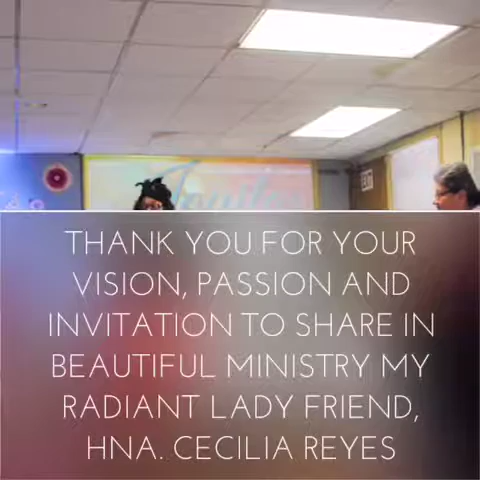 THANK YOU FOR YOUR
VISION, PASSION AND
INVITATION TO SHARE IN
BEAUTIFUL MINISTRY MY
RADIANT LADY FRIEND,
HNA. CECILIA REYES